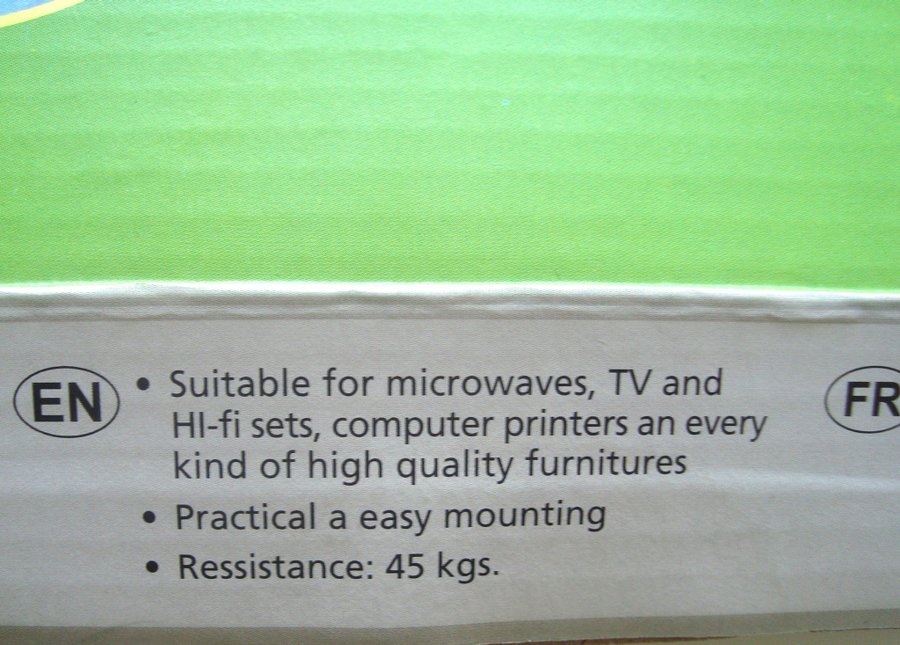 EN
• Suitable for microwaves, TV and
HI-fi sets, computer printers an every
kind of high quality furnitures
• Practical a easy mounting
• Ressistance: 45 kgs.
FR